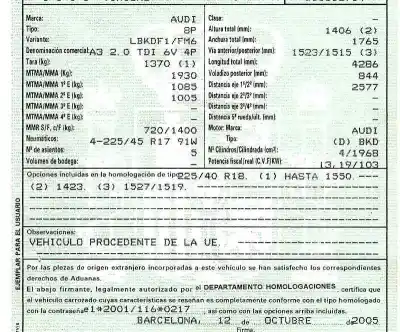 Marca: AUDI
Tipo: 8P
Variante: LBKDF1/FM6
Denominación comercial A3 2.0 TDI 6V 4P
Tara (kg): 1370 (1)
MTMA/MMA (kg): 1930
MTMA/MMA 1º E (kg): 1085
MTMA/MMA 2º E (kg): 1005
MTMA/MMA 3º E (kg): –
MTMA/MMA 4º E (kg): –
MMR S/F, c/F (kg): 720/1400
Neumáticos: 4-225/45 R17 91W
Nº de asientos: 5
Volumen de bodega: –
Clase: –
Altura total (mm): 1406 (2)
Anchura total (mm): 1765
Vía anterior/posterior (mm): 1523/1515 (3)
Longitud total (mm): 4286
Voladizo posterior (mm): 844
Distancia eje 1º/2º (mm): 2577
Distancia eje 2º/3º (mm): –
Distancia eje 3º/4º (mm): –
Distancia 5ª rueda/últ. (mm): –
Motor: Marca: AUDI
Tipo: (D) BKD
Nº Cilindros/Cilindrada (cm³): 4/1968
Potencia fiscal/real (C.V.F)(KW): 13,19/103
Opciones incluidas en la homologación de tipo 225/40 R18. (1) HASTA 1550.
(2) 1423. (3) 1527/1519.
Observaciones:
VEHICULO PROCEDENTE DE LA UE.
Por las piezas de origen extranjero incorporadas a este vehículo se han satisfecho los correspondientes
derechos de Aduanas.
El abajo firmante, legalmente autorizado por el DEPARTAMENTO HOMOLOGACIONES, certifica que
el vehículo carrozado cuyas características se reseñan es completamente conforme con el tipo homologado
con la contraseña e1*2001/116*0217, así como con las opciones arriba incluidas.
BARCELONA, 12 de OCTUBRE de 2005
Firma,
EJEMPLAR PARA EL USUARIO